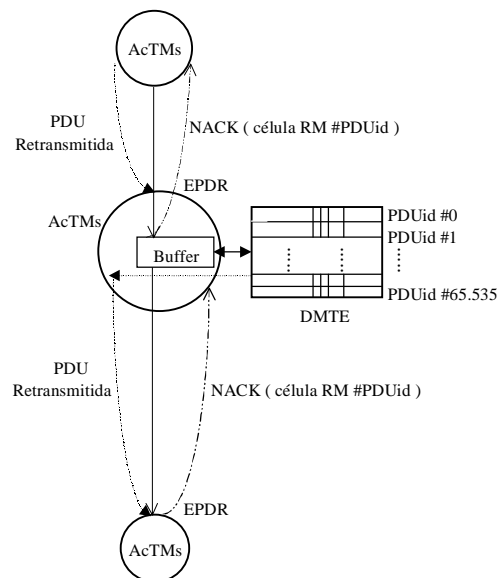 AcTMs
PDU
Retransmitida
NACK ( célula RM #PDUid )
EPDR
AcTMs
Buffer
PDUid #0
PDUid #1
PDUid #65.535
DMTE
PDU
Retransmitida
NACK ( célula RM #PDUid )
EPDR
AcTMs